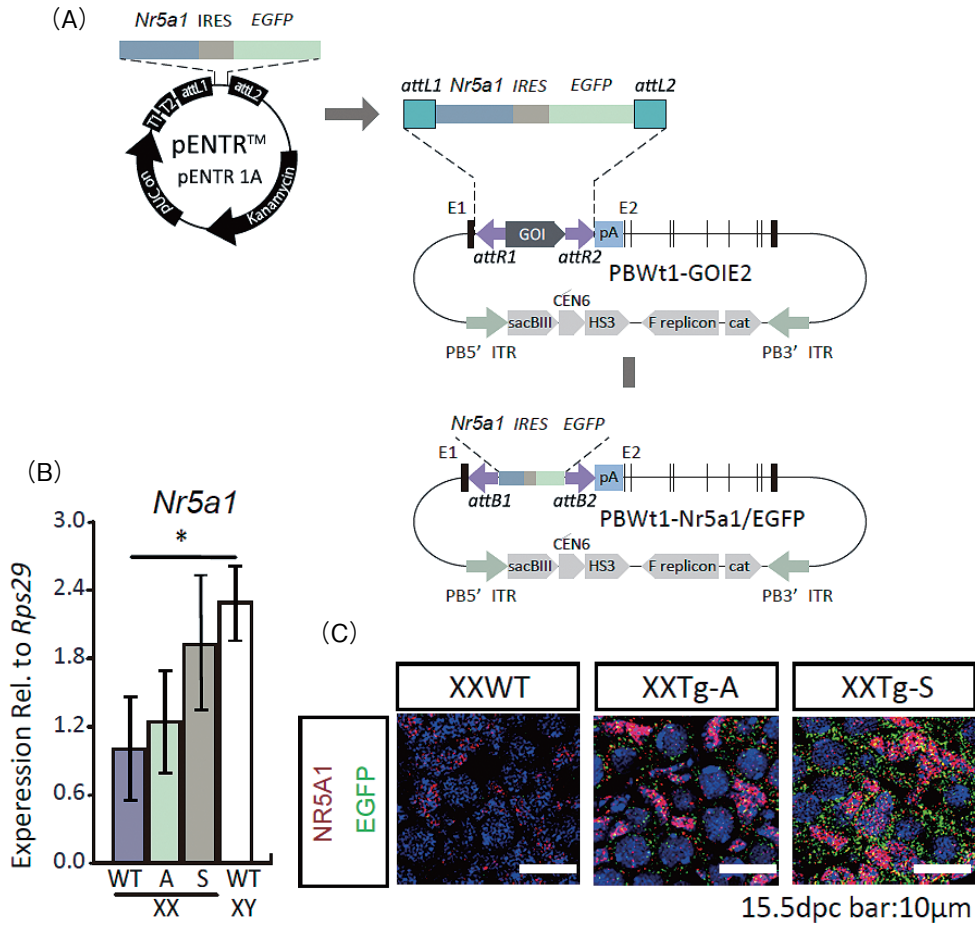 (A)
Nr5a1 IRES EGFP
attL1 attL2
T1 T2
pENTR™
pENTR 1A
pUC ori
Kanamycin
attL1 Nr5a1 IRES EGFP attL2
E1 E2
GOI pA
attR1 attR2
PBWt1-GOIE2
CEN6
sacBIII HS3 F replicon cat
PB5' ITR PB3' ITR
Nr5a1 IRES EGFP
E1 E2
pA
attB1 attB2
PBWt1-Nr5a1/EGFP
CEN6
sacBIII HS3 F replicon cat
PB5' ITR PB3' ITR
(B)
Nr5a1
Experession Rel. to Rps29
3.0
2.4
1.8
1.2
0.6
0.0
*
WT A S WT
XX XY
(C)
XXWT XXTg-A XXTg-S
NR5A1
EGFP
15.5dpc bar:10μm